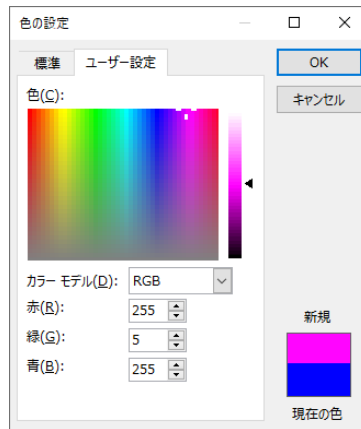 色の設定
標準
ユーザー設定
OK
キャンセル
色(C):
カラー モデル(D): RGB
赤(R): 255
緑(G): 5
青(B): 255
新規
現在の色